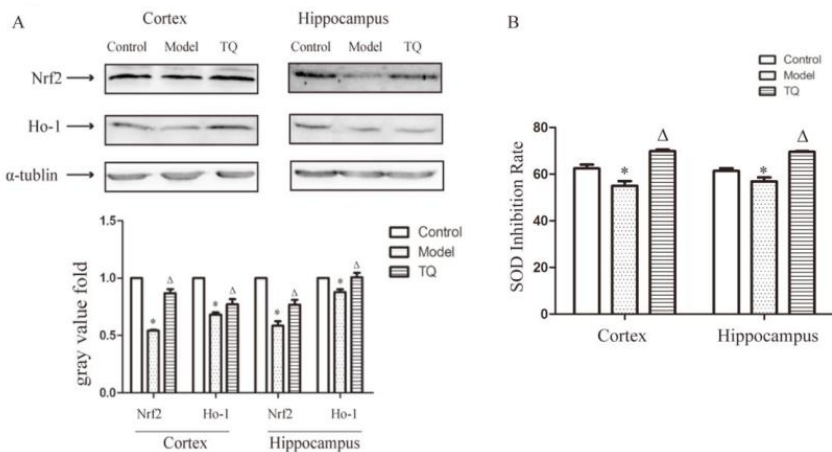 A
Cortex
Hippocampus
Control Model TQ
Control Model TQ
Nrf2
Ho-1
α-tublin
Control
Model
TQ
gray value fold
1.5
1.0
0.5
0.0
* Δ * Δ * Δ * Δ
Nrf2 Ho-1 Nrf2 Ho-1
Cortex Hippocampus
B
Control
Model
TQ
SOD Inhibition Rate
80
60
40
20
0
* Δ * Δ
Cortex Hippocampus